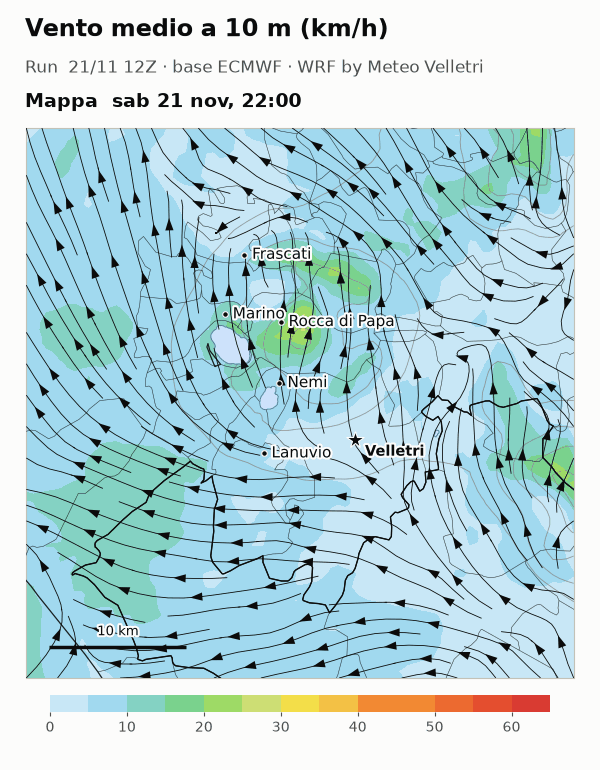 Vento medio a 10 m (km/h)
Run  21/11 12Z · base ECMWF · WRF by Meteo Velletri
Mappa  sab 21 nov, 22:00
Frascati
Marino
Rocca di Papa
Nemi
Velletri
Lanuvio
10 km
0 10 20 30 40 50 60